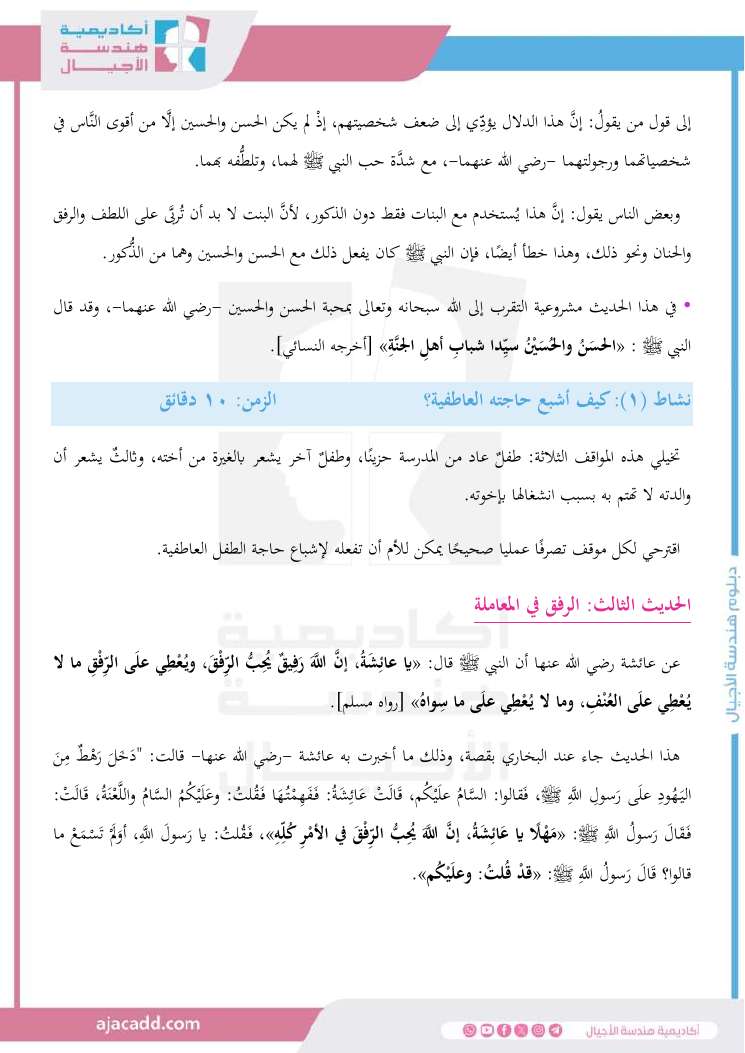 أكاديمية
هندسة
الأجيال
إلى قول من يقولُ: إنَّ هذا الدلال يؤدِّي إلى ضعف شخصيتهم، إذْ لم يكن الحسن والحسين إلَّا من أقوى النَّاس في
شخصياتهما ورجولتهما -رضي الله عنهما-، مع شدَّة حب النبي ﷺ لهما، وتلطُّفه بهما.
وبعض الناس يقول: إنَّ هذا يُستخدم مع البنات فقط دون الذكور، لأنَّ البنت لا بد أن تُربَّى على اللطف والرفق
والحنان ونحو ذلك، وهذا خطأ أيضًا، فإن النبي ﷺ كان يفعل ذلك مع الحسن والحسين وهما من الذُّكور.
• في هذا الحديث مشروعية التقرب إلى الله سبحانه وتعالى بمحبة الحسن والحسين -رضي الله عنهما-، وقد قال
النبي ﷺ : «الحسَنُ والحُسَيْنُ سيِّدا شبابِ أهلِ الجنَّةِ» [أخرجه النسائي].
نشاط (١): كيف أشبع حاجته العاطفية؟ الزمن: ١٠ دقائق
تخيلي هذه المواقف الثلاثة: طفلٌ عاد من المدرسة حزينًا، وطفلٌ آخر يشعر بالغيرة من أخته، وثالثٌ يشعر أن
والدته لا تهتم به بسبب انشغالها بإخوته.
اقترحي لكل موقف تصرفًا عمليا صحيحًا يمكن للأم أن تفعله لإشباع حاجة الطفل العاطفية.
الحديث الثالث: الرفق في المعاملة
عن عائشة رضي الله عنها أن النبي ﷺ قال: «يا عائِشَةُ، إنَّ اللَّهَ رَفِيقٌ يُحِبُّ الرِّفْقَ، ويُعْطِي علَى الرِّفْقِ ما لا
يُعْطِي علَى العُنْفِ، وما لا يُعْطِي علَى ما سِواهُ» [رواه مسلم].
هذا الحديث جاء عند البخاري بقصة، وذلك ما أخبرت به عائشة -رضي الله عنها- قالت: "دَخَلَ رَهْطٌ مِنَ
اليَهُودِ علَى رَسولِ اللَّهِ ﷺ، فَقالوا: السَّامُ علَيْكُم، قَالَتْ عَائِشَةُ: فَفَهِمْتُهَا فَقُلتُ: وعَلَيْكُمُ السَّامُ واللَّعْنَةُ، قَالَتْ:
فَقَالَ رَسولُ اللَّهِ ﷺ: «مَهْلًا يا عَائِشَةُ، إنَّ اللَّهَ يُحِبُّ الرِّفْقَ في الأمْرِ كُلِّهِ»، فَقُلتُ: يا رَسولَ اللَّهِ، أوَلَمْ تَسْمَعْ ما
قالوا؟ قَالَ رَسولُ اللَّهِ ﷺ: «قدْ قُلتُ: وعلَيْكُم».
دبلوم هندسة الأجيال
أكاديمية هندسة الأجيال
ajacadd.com